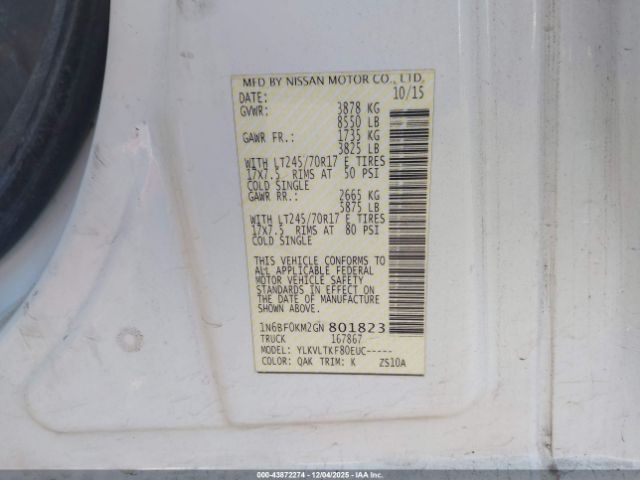 MFD BY NISSAN MOTOR CO., LTD.
DATE: 10/15
GVWR: 3878 KG
8550 LB
GAWR FR.: 1735 KG
3825 LB
WITH LT245/70R17 E TIRES
17X7.5 RIMS AT 50 PSI
COLD SINGLE
GAWR RR.: 2665 KG
5875 LB
WITH LT245/70R17 E TIRES
17X7.5 RIMS AT 80 PSI
COLD SINGLE
THIS VEHICLE CONFORMS TO
ALL APPLICABLE FEDERAL
MOTOR VEHICLE SAFETY
STANDARDS IN EFFECT ON
THE DATE OF MANUFACTURE
SHOWN ABOVE.
1N6BF0KM2GN801823
TRUCK 167867
MODEL: YLKVLTKF80EUC-----
COLOR: QAK TRIM: K ZS10A
000-43872274 - 12/04/2025 - IAA Inc.